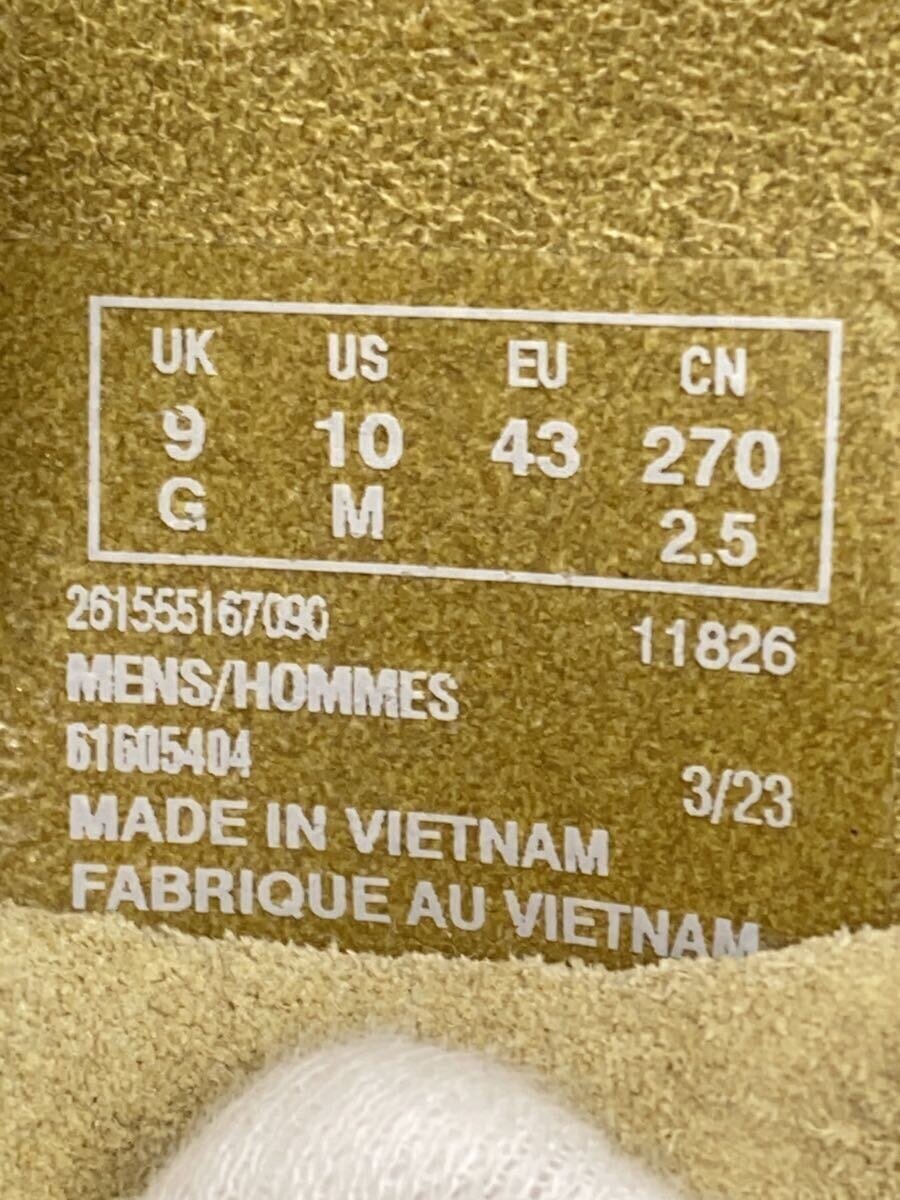 UK US EU CN
9 10 43 270
G M 2.5
261555167090 11826
MENS/HOMMES
61605404 3/23
MADE IN VIETNAM
FABRIQUE AU VIETNAM